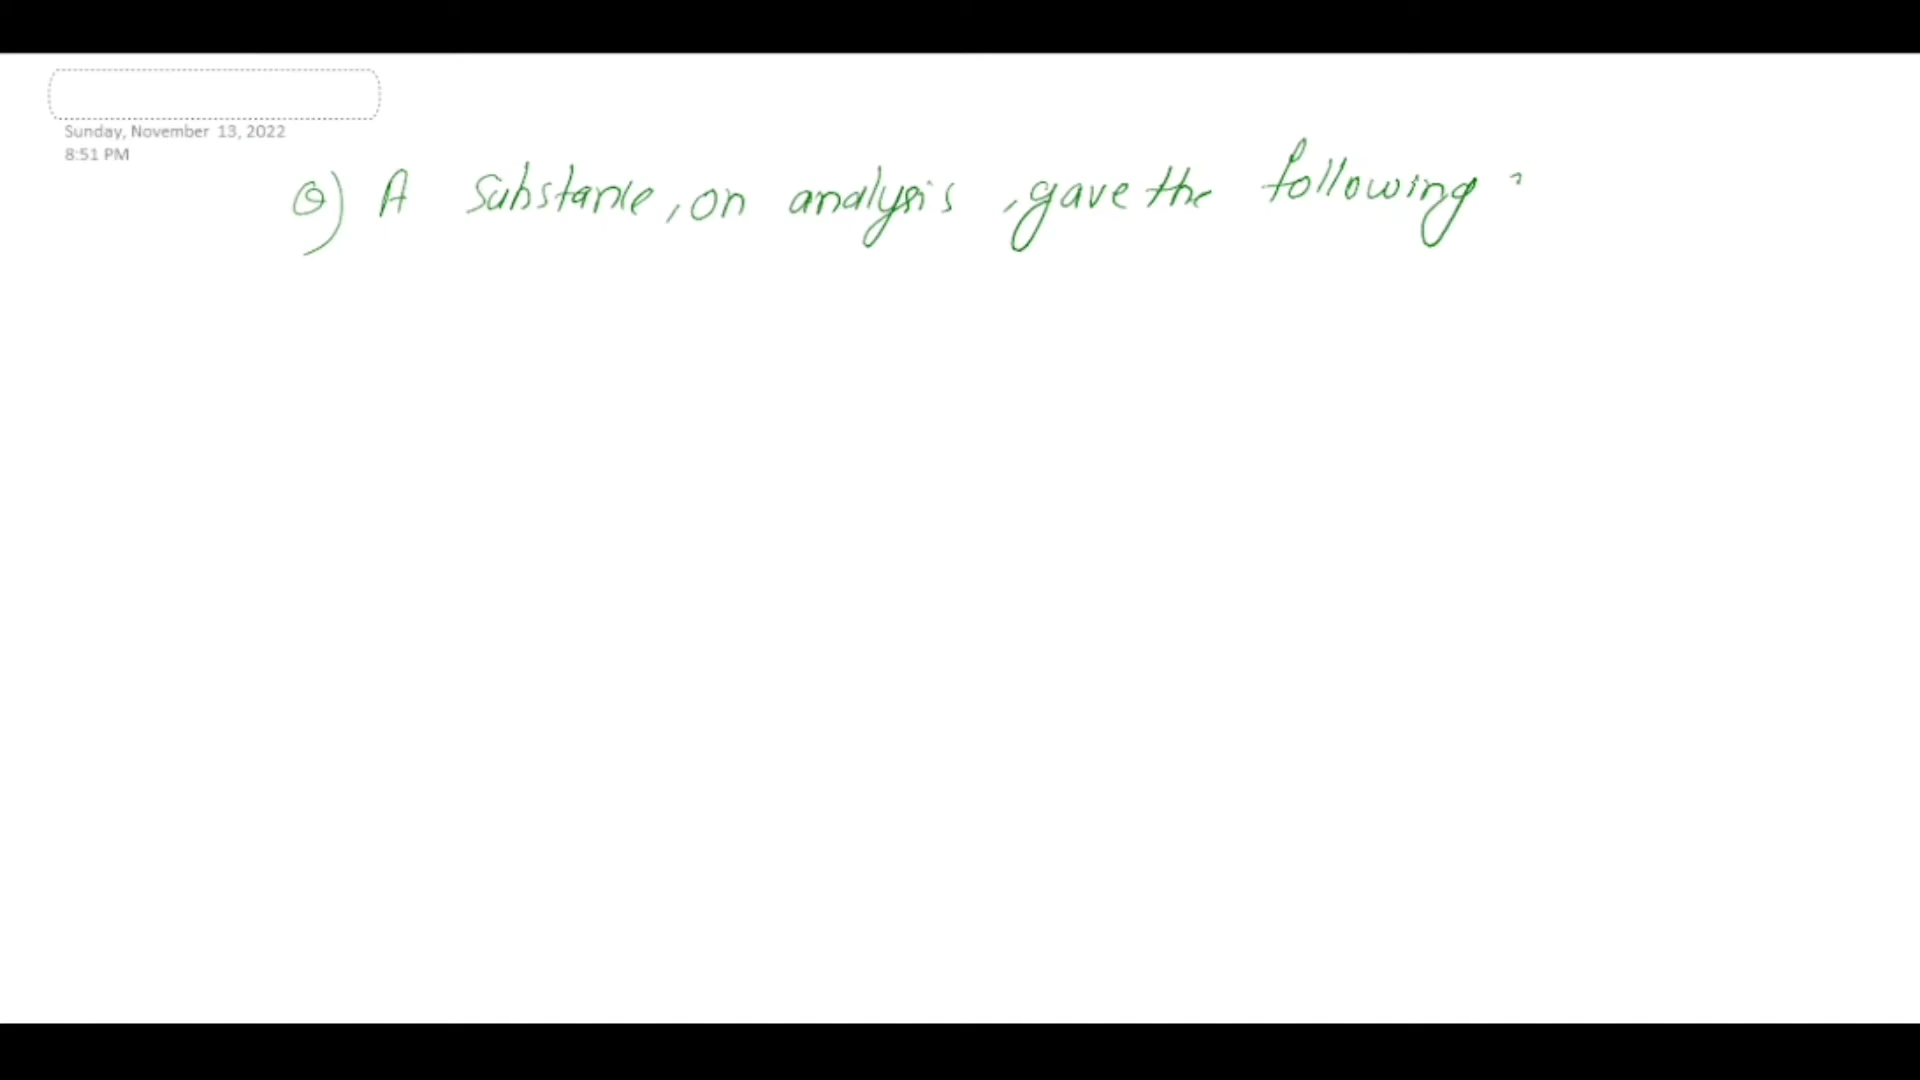 Sunday, November 13, 2022
8:51 PM
Q) A Substance, on analysis, gave the following